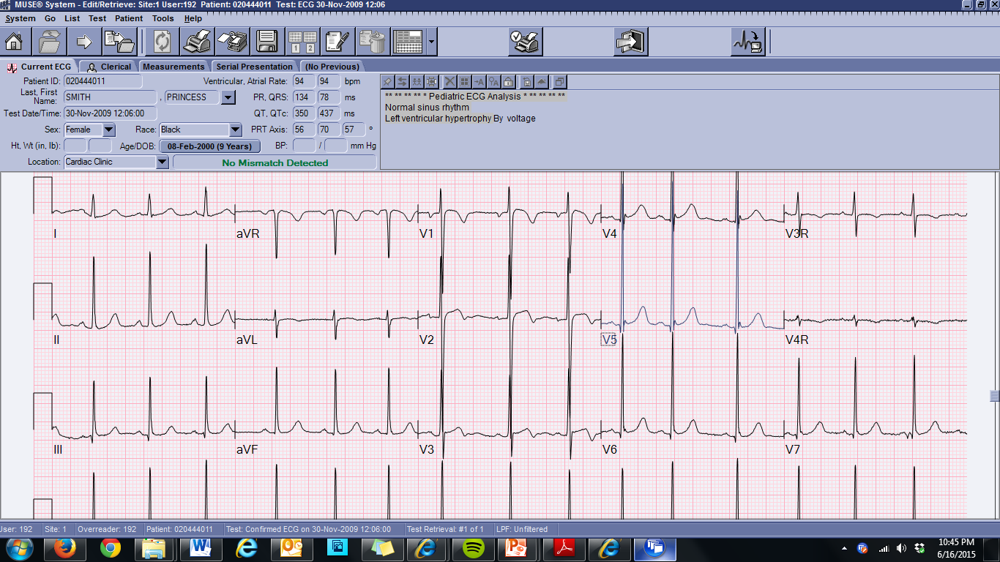 MUSE® System - Edit/Retrieve: Site:1 User:192 Patient: 020444011 Test: ECG 30-Nov-2009 12:06
System Go List Test Patient Tools Help
1 2
Current ECG Clerical Measurements Serial Presentation (No Previous)
Patient ID: 020444011 Ventricular, Atrial Rate: 94 94 bpm
Last, First Name: SMITH , PRINCESS PR, QRS: 134 78 ms
Test Date/Time: 30-Nov-2009 12:06:00 QT, QTc: 350 437 ms
Sex: Female Race: Black PRT Axis: 56 70 57 °
Ht, Wt (in, lb): Age/DOB: 08-Feb-2000 (9 Years) BP: / mm Hg
Location: Cardiac Clinic No Mismatch Detected
** ** ** ** * Pediatric ECG Analysis * ** ** ** **
Normal sinus rhythm
Left ventricular hypertrophy By voltage
I aVR V1 V4 V3R
II aVL V2 V5 V4R
III aVF V3 V6 V7
User: 192 Site: 1 Overreader: 192 Patient: 020444011 Test: Confirmed ECG on 30-Nov-2009 12:06:00 Test Retrieval: #1 of 1 LPF: Unfiltered
10:45 PM
6/16/2015